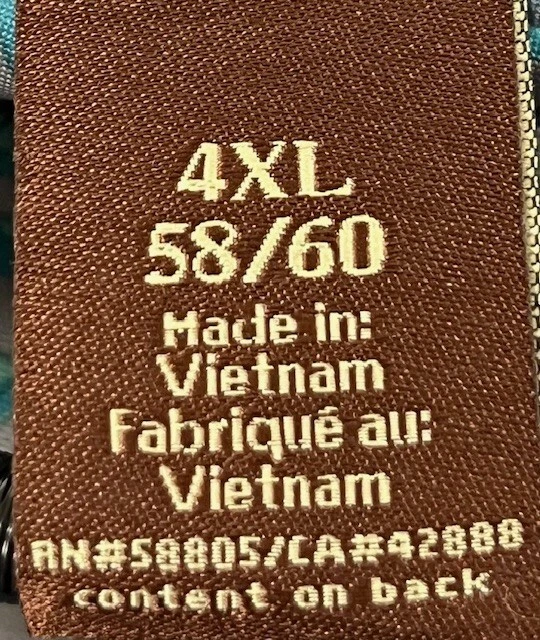 4XL
58/60
Made in:
Vietnam
Fabriqué au:
Vietnam
RN#58805/CA#42888
content on back